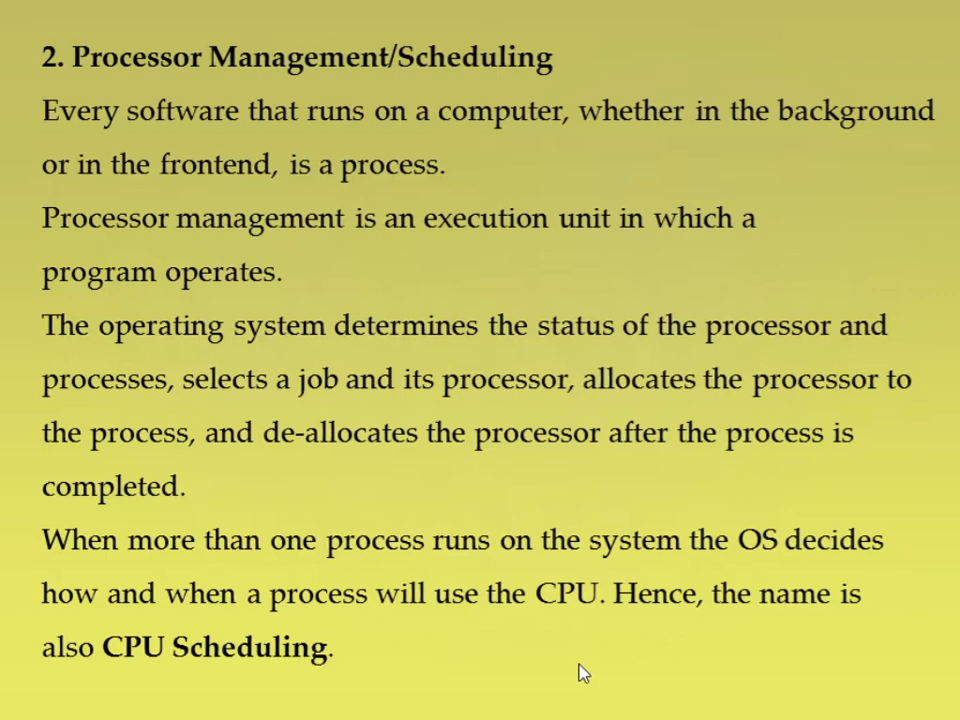 2. Processor Management/Scheduling
Every software that runs on a computer, whether in the background
or in the frontend, is a process.
Processor management is an execution unit in which a
program operates.
The operating system determines the status of the processor and
processes, selects a job and its processor, allocates the processor to
the process, and de-allocates the processor after the process is
completed.
When more than one process runs on the system the OS decides
how and when a process will use the CPU. Hence, the name is
also CPU Scheduling.